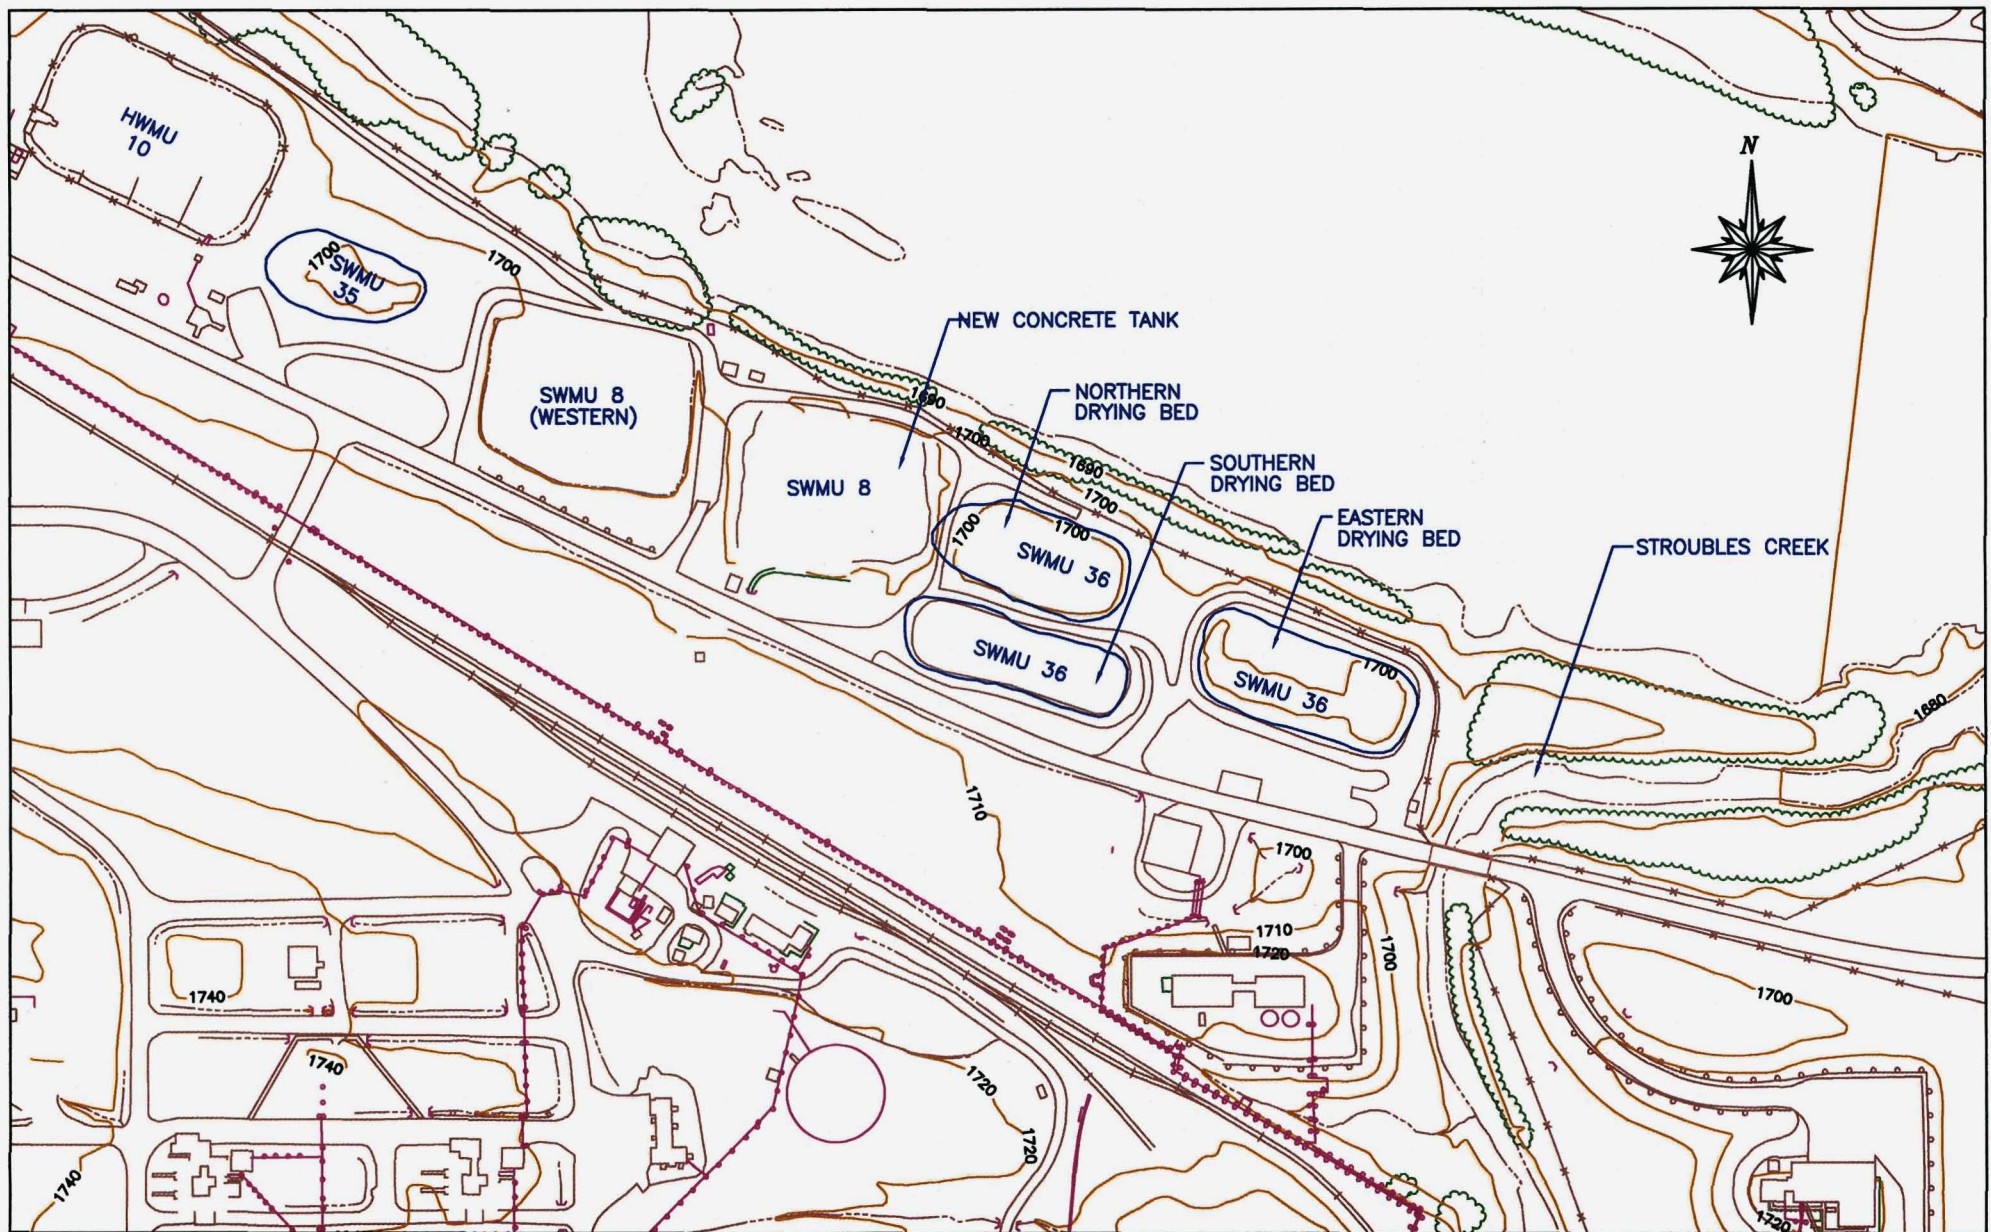 N
HWMU
10
1700
SWMU
35
1700
NEW CONCRETE TANK
SWMU 8
(WESTERN)
1690
NORTHERN
DRYING BED
1700
SWMU 8
1690
SOUTHERN
DRYING BED
1700
1700
1700
EASTERN
DRYING BED
SWMU 36
STROUBLES CREEK
SWMU 36
1700
SWMU 36
1680
1710
1700
1710
1720
1700
1740
1700
1740
1720
1720
1740
1720